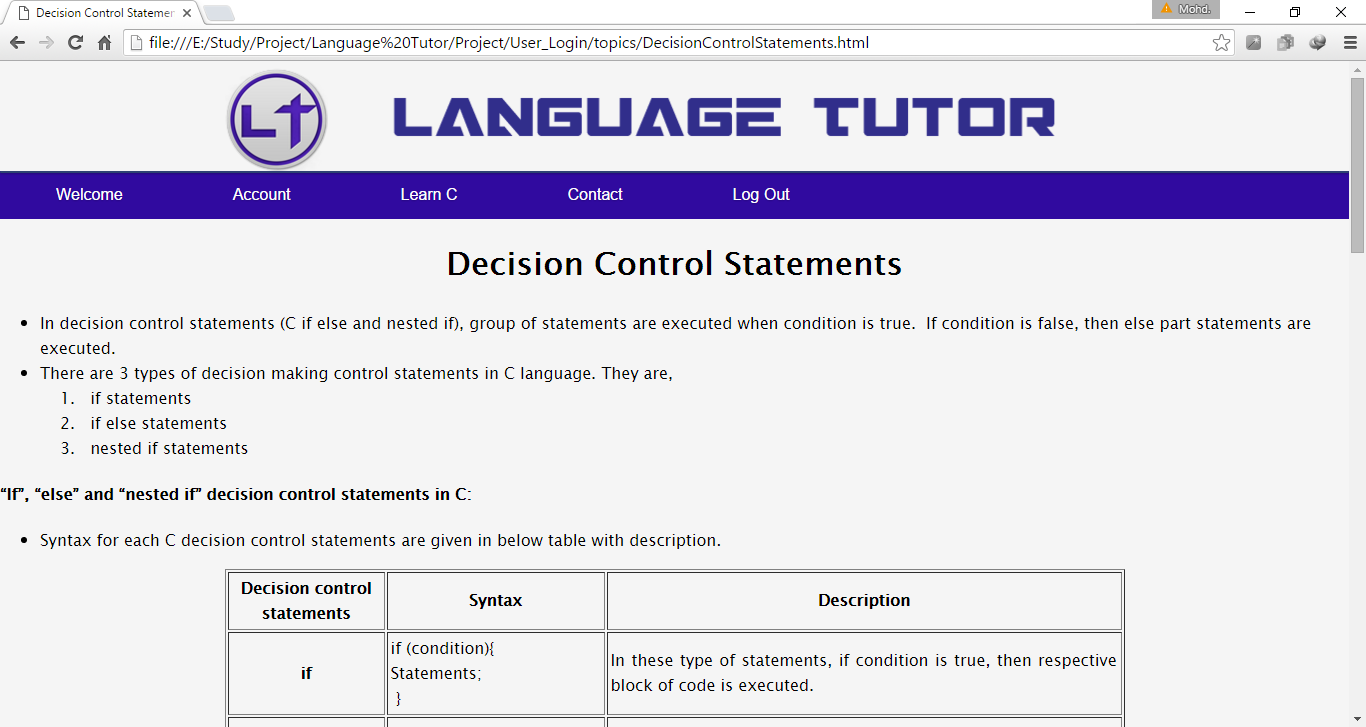 Decision Control Statemen
Mohd.
file:///E:/Study/Project/Language%20Tutor/Project/User_Login/topics/DecisionControlStatements.html
LT LANGUAGE TUTOR
Welcome Account Learn C Contact Log Out
Decision Control Statements
• In decision control statements (C if else and nested if), group of statements are executed when condition is true.  If condition is false, then else part statements are
executed.
• There are 3 types of decision making control statements in C language. They are,
1. if statements
2. if else statements
3. nested if statements
“If”, “else” and “nested if” decision control statements in C:
• Syntax for each C decision control statements are given in below table with description.
Decision control
statements
Syntax
Description
if
if (condition){
Statements;
}
In these type of statements, if condition is true, then respective
block of code is executed.